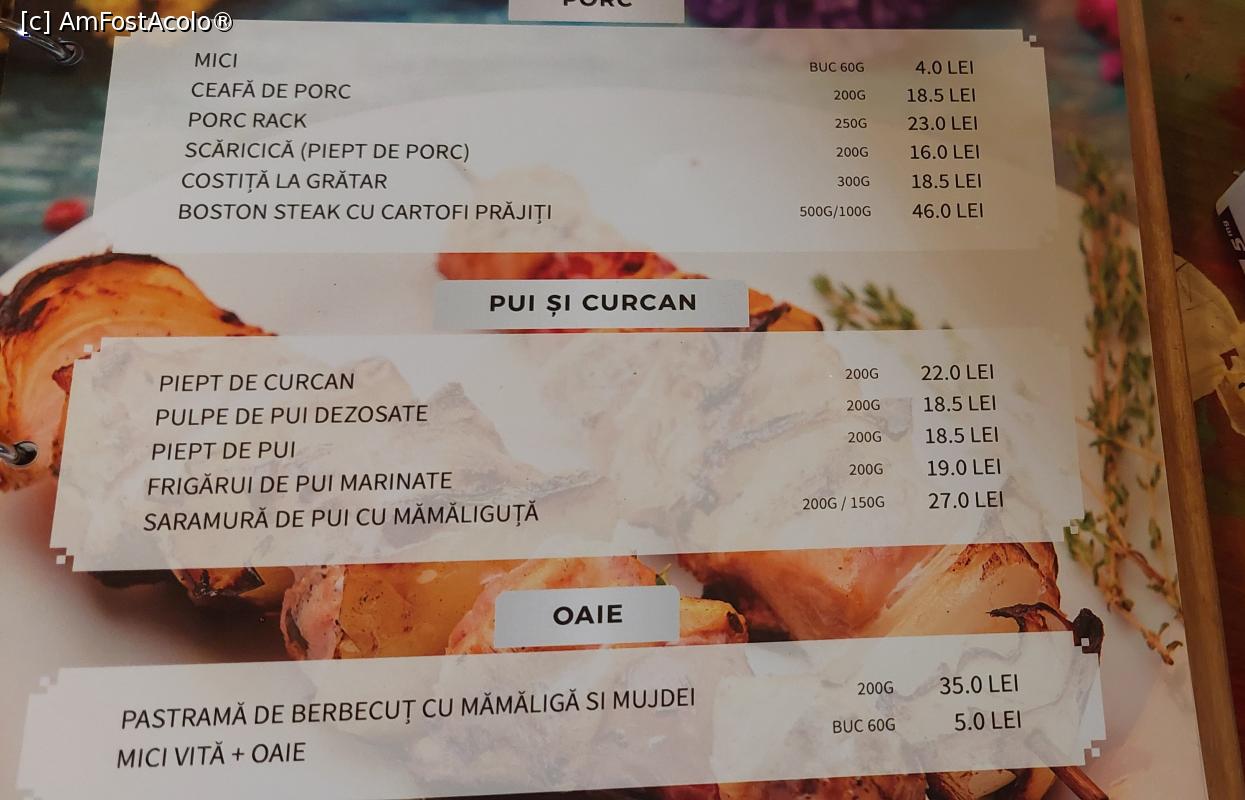 [c] AmFostAcolo®
PORC
MICI BUC 60G 4.0 LEI
CEAFĂ DE PORC 200G 18.5 LEI
PORC RACK 250G 23.0 LEI
SCĂRICICĂ (PIEPT DE PORC) 200G 16.0 LEI
COSTIȚĂ LA GRĂTAR 300G 18.5 LEI
BOSTON STEAK CU CARTOFI PRĂJIȚI 500G/100G 46.0 LEI
PUI ȘI CURCAN
PIEPT DE CURCAN 200G 22.0 LEI
PULPE DE PUI DEZOSATE 200G 18.5 LEI
PIEPT DE PUI 200G 18.5 LEI
FRIGĂRUI DE PUI MARINATE 200G 19.0 LEI
SARAMURĂ DE PUI CU MĂMĂLIGUȚĂ 200G / 150G 27.0 LEI
OAIE
PASTRAMĂ DE BERBECUȚ CU MĂMĂLIGĂ SI MUJDEI 200G 35.0 LEI
MICI VITĂ + OAIE BUC 60G 5.0 LEI